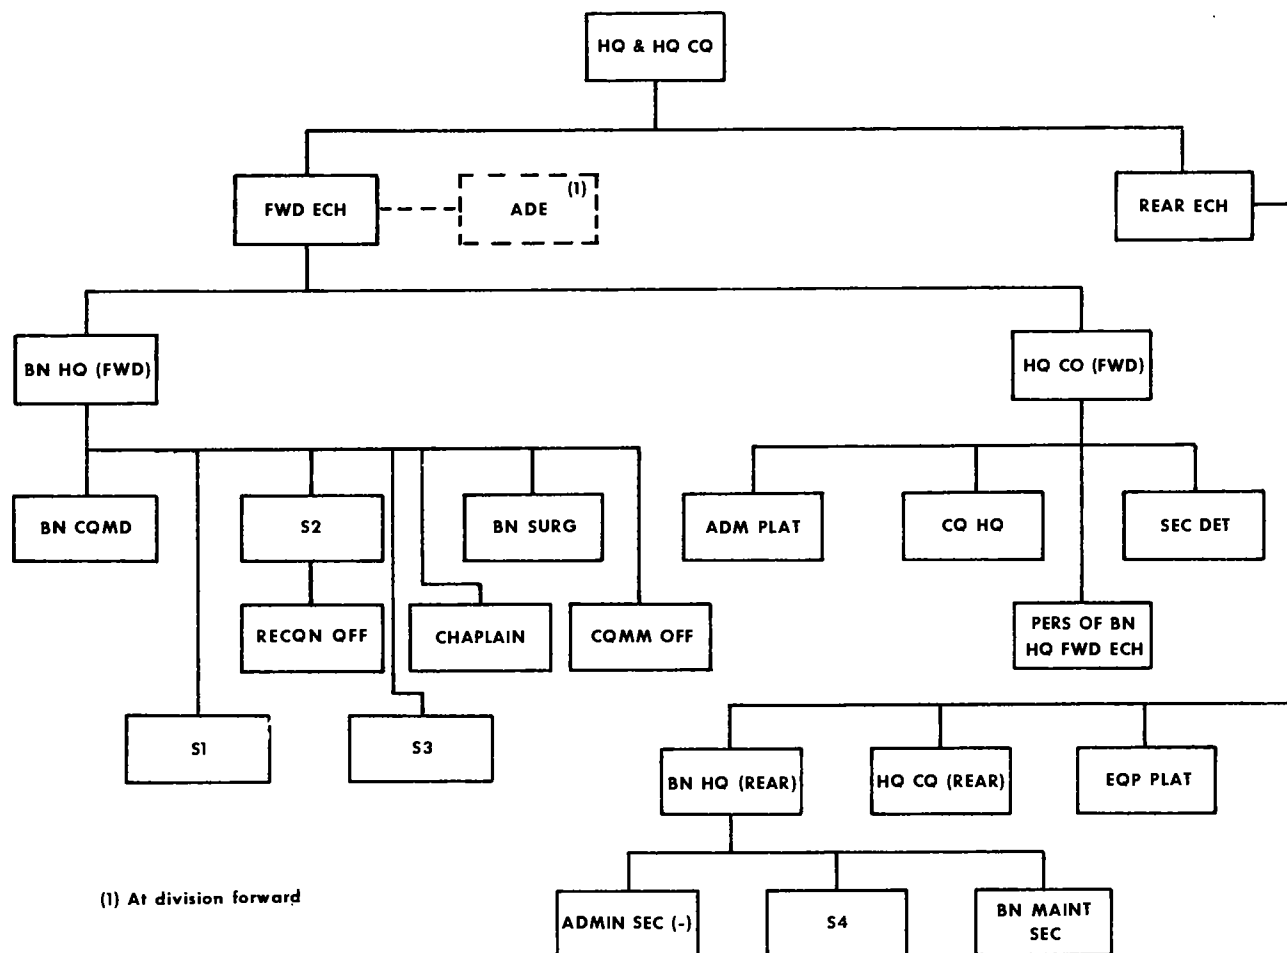 HQ & HQ CQ
FWD ECH
(1)
ADE
REAR ECH
BN HQ (FWD)
HQ CO (FWD)
BN CQMD
S2
BN SURG
ADM PLAT
CQ HQ
SEC DET
RECQN QFF
CHAPLAIN
CQMM OFF
PERS OF BN
HQ FWD ECH
S1
S3
BN HQ (REAR)
HQ CQ (REAR)
EQP PLAT
(1) At division forward
ADMIN SEC (-)
S4
BN MAINT
SEC